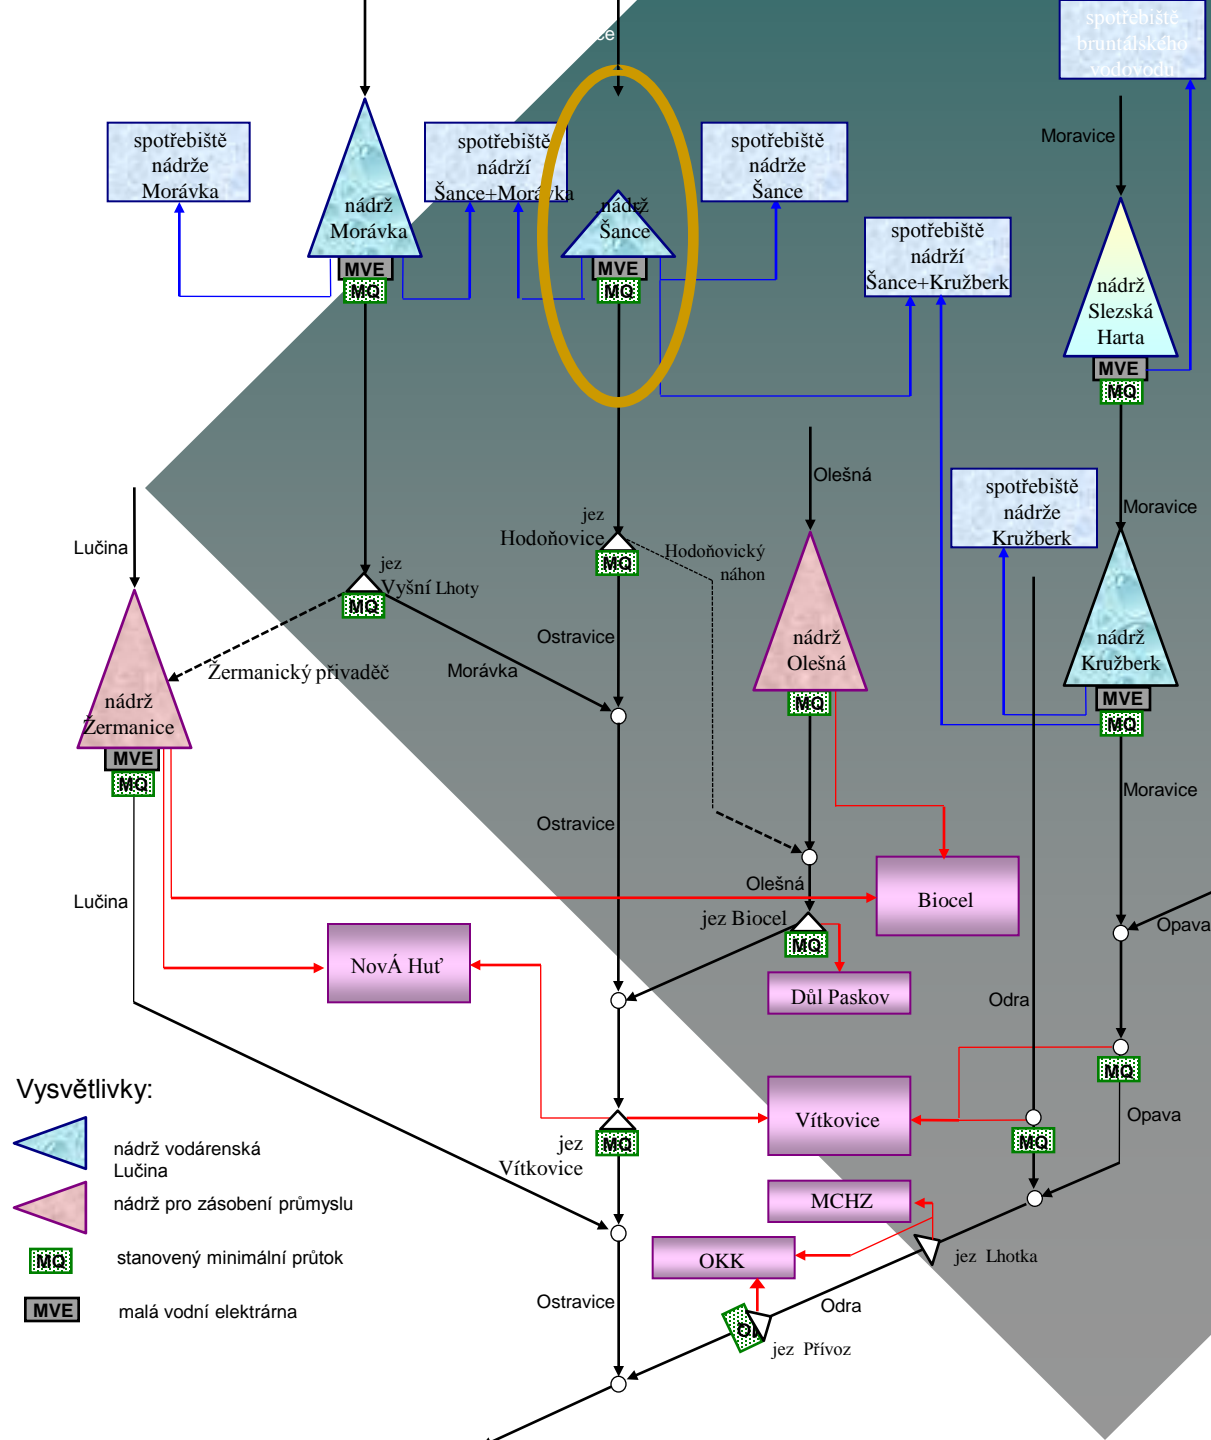 ce
spotřebiště
bruntálského
vodovodu
Moravice
spotřebiště
nádrže
Morávka
spotřebiště
nádrží
Šance+Morávka
spotřebiště
nádrže
Šance
nádrž
Morávka
MVE
MQ
nádrž
Šance
MVE
MQ
spotřebiště
nádrží
Šance+Kružberk
nádrž
Slezská
Harta
MVE
MQ
Olešná
spotřebiště
nádrže
Kružberk
Moravice
Lučina
jez
Hodoňovice
MQ
Hodoňovický
náhon
jez
Vyšní Lhoty
MQ
Ostravice
nádrž
Olešná
MQ
nádrž
Kružberk
MVE
MQ
Žermanický přivaděč
Morávka
nádrž
Žermanice
MVE
MQ
Moravice
Ostravice
Olešná
Lučina
Biocel
jez Biocel
MQ
Opava
NovÁ Huť
Důl Paskov
Odra
MQ
Vysvětlivky:
Vítkovice
Opava
MQ
jez
Vítkovice
MQ
nádrž vodárenská
Lučina
nádrž pro zásobení průmyslu
MCHZ
MQ
stanovený minimální průtok
OKK
jez Lhotka
MVE
malá vodní elektrárna
Ostravice
Odra
jez Přívoz